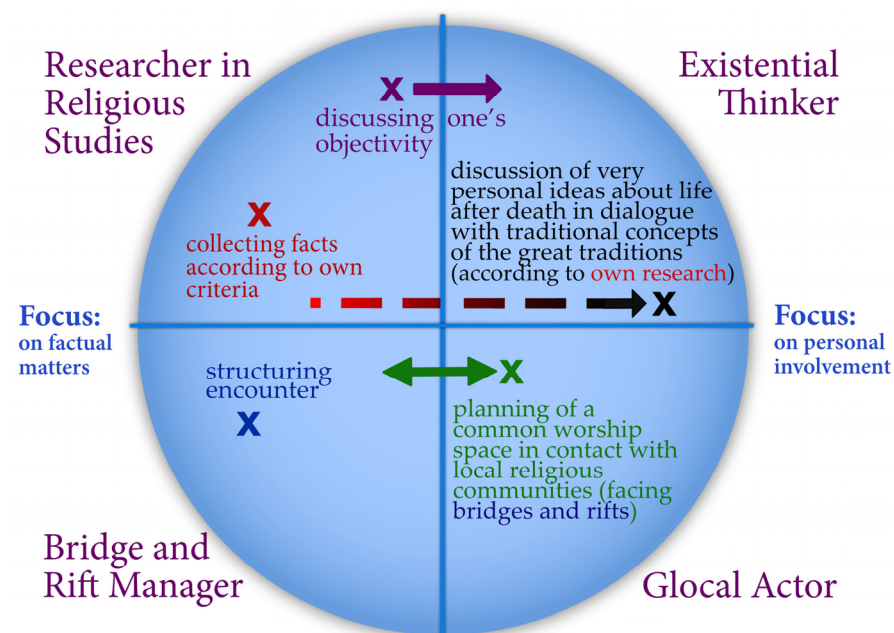 Researcher in
Religious
Studies
Existential
Thinker
X
discussing one's
objectivity
X
collecting facts
according to own
criteria
discussion of very
personal ideas about life
after death in dialogue
with traditional concepts
of the great traditions
(according to own research)
X
Focus:
on factual
matters
Focus:
on personal
involvement
structuring
encounter
X
X
planning of a
common worship
space in contact with
local religious
communities (facing
bridges and rifts)
Bridge and
Rift Manager
Glocal Actor